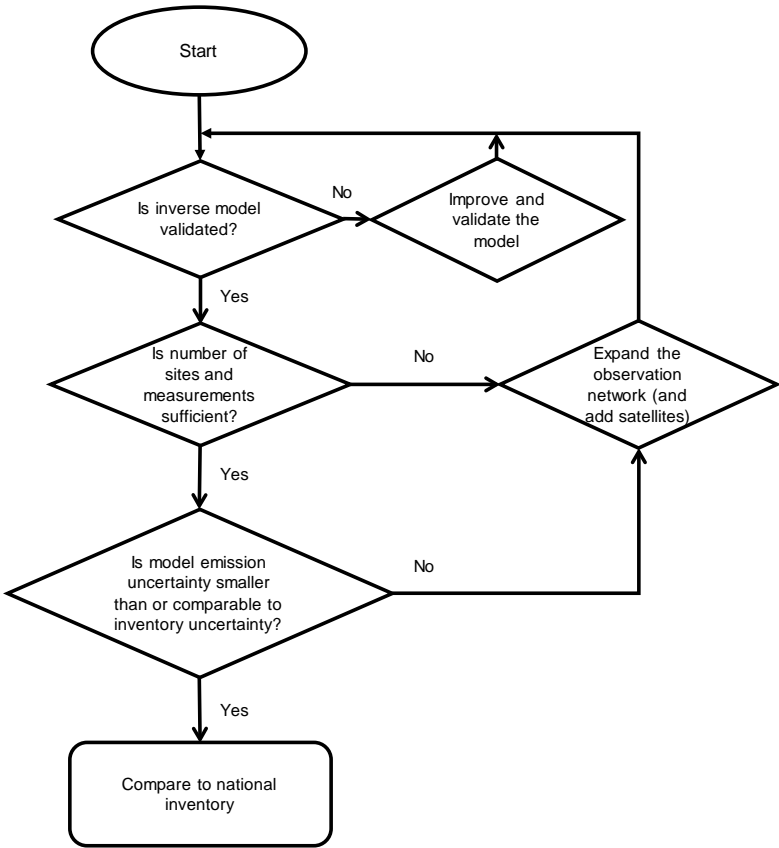 Start
Is inverse model
validated?
No
Improve and
validate the
model
Yes
Is number of
sites and
measurements
sufficient?
No
Expand the
observation
network (and
add satellites)
Yes
Is model emission
uncertainty smaller
than or comparable to
inventory uncertainty?
No
Yes
Compare to national
inventory